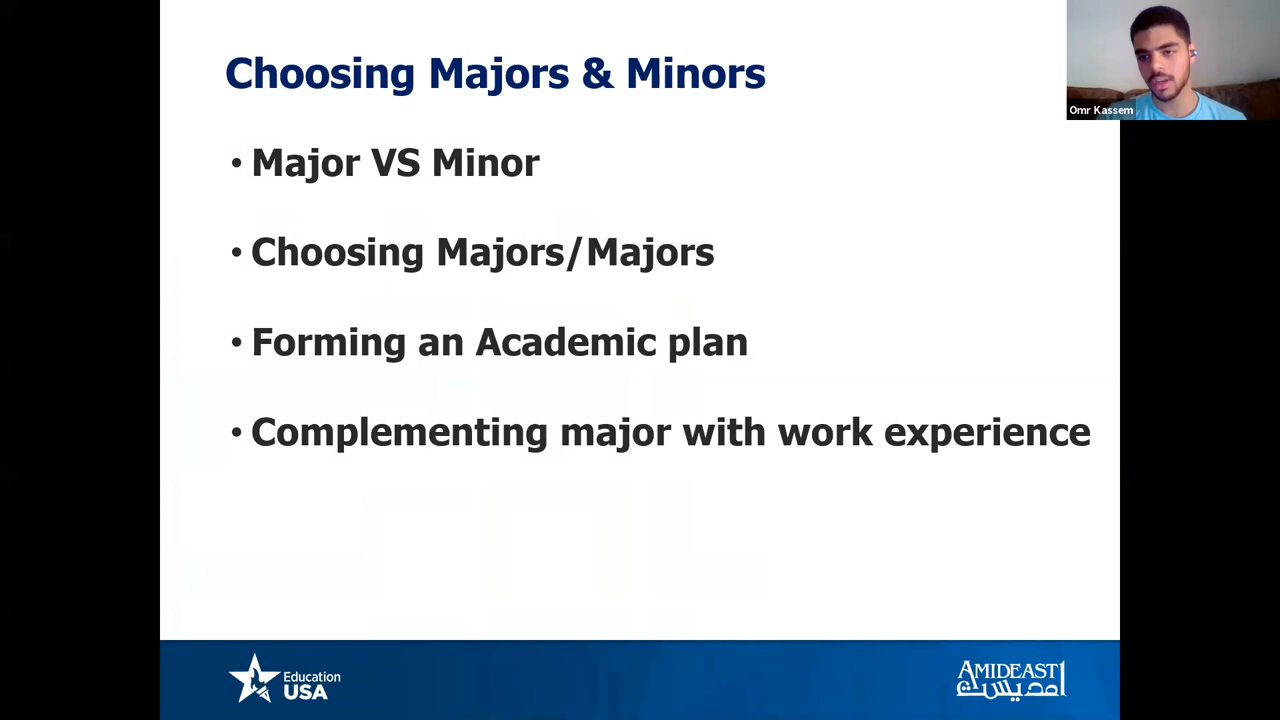 Choosing Majors & Minors
Omr Kassem
• Major VS Minor
• Choosing Majors/Majors
• Forming an Academic plan
• Complementing major with work experience
Education
USA
AMIDEAST
امديست